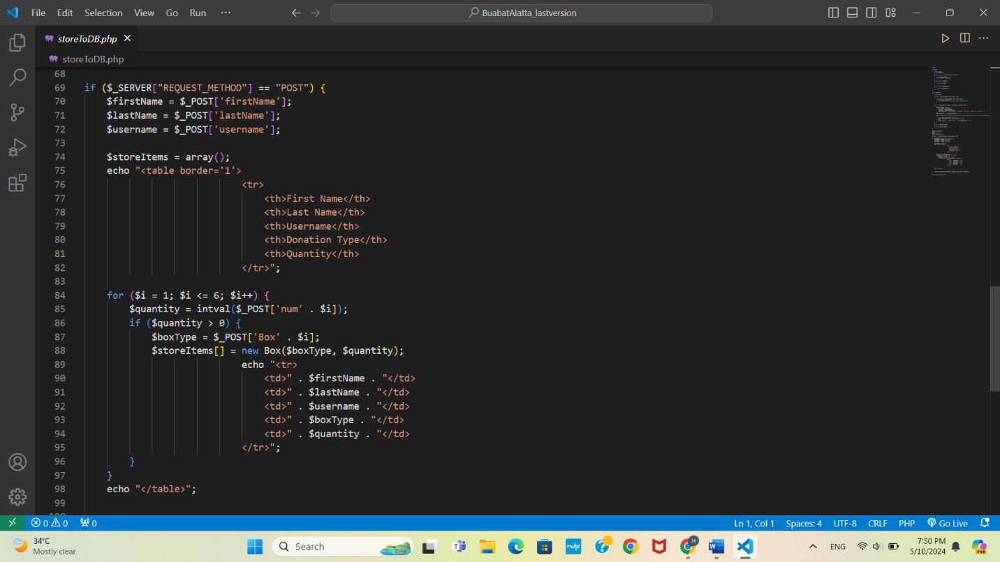 File Edit Selection View Go Run ··· BuabatAlatta_lastversion
storeToDB.php
storeToDB.php
68
69 if ($_SERVER["REQUEST_METHOD"] == "POST") {
70 $firstName = $_POST['firstName'];
71 $lastName = $_POST['lastName'];
72 $username = $_POST['username'];
73
74 $storeItems = array();
75 echo "<table border='1'>
76 <tr>
77 <th>First Name</th>
78 <th>Last Name</th>
79 <th>Username</th>
80 <th>Donation Type</th>
81 <th>Quantity</th>
82 </tr>";
83
84 for ($i = 1; $i <= 6; $i++) {
85 $quantity = intval($_POST['num' . $i]);
86 if ($quantity > 0) {
87 $boxType = $_POST['Box' . $i];
88 $storeItems[] = new Box($boxType, $quantity);
89 echo "<tr>
90 <td>" . $firstName . "</td>
91 <td>" . $lastName . "</td>
92 <td>" . $username . "</td>
93 <td>" . $boxType . "</td>
94 <td>" . $quantity . "</td>
95 </tr>";
96 }
97 }
98 echo "</table>";
99
0 0 0 Ln 1, Col 1 Spaces: 4 UTF-8 CRLF PHP Go Live
34°C
Mostly clear
Search
ENG
7:50 PM
5/10/2024